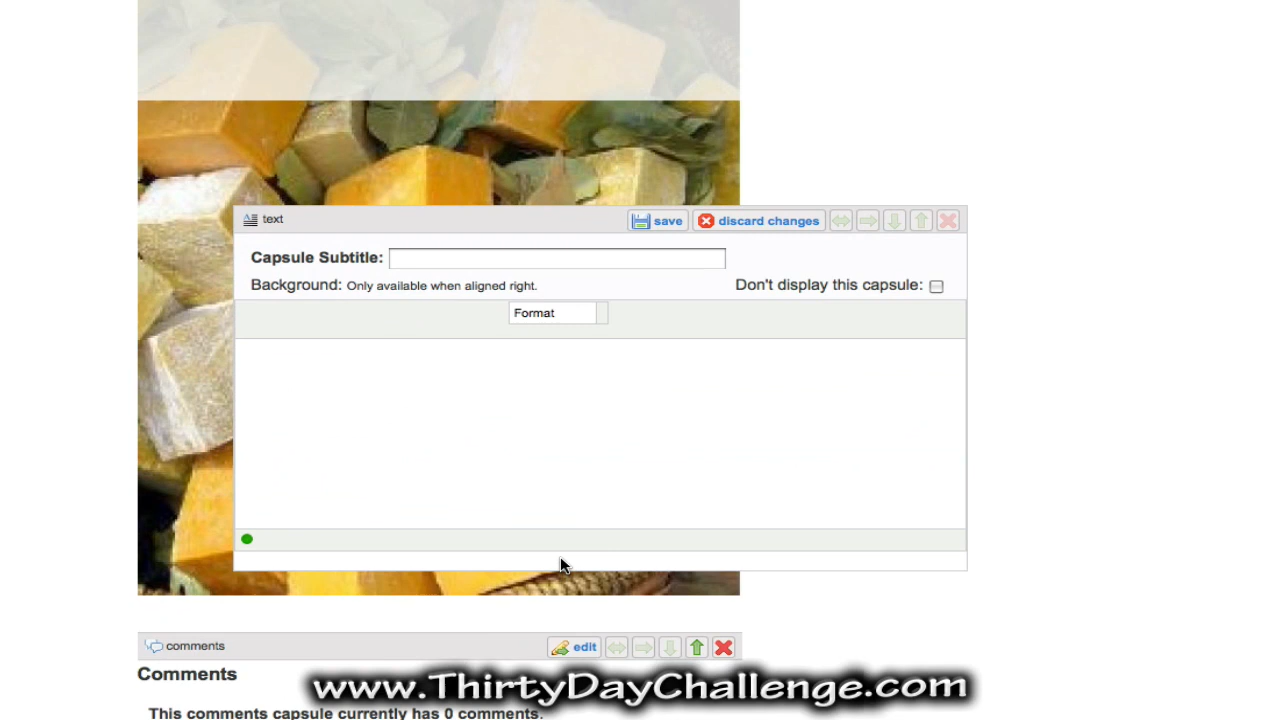 text save discard changes
Capsule Subtitle:
Background: Only available when aligned right. Don't display this capsule:
Format
comments edit
Comments
This comments capsule currently has 0 comments.
www.ThirtyDayChallenge.com